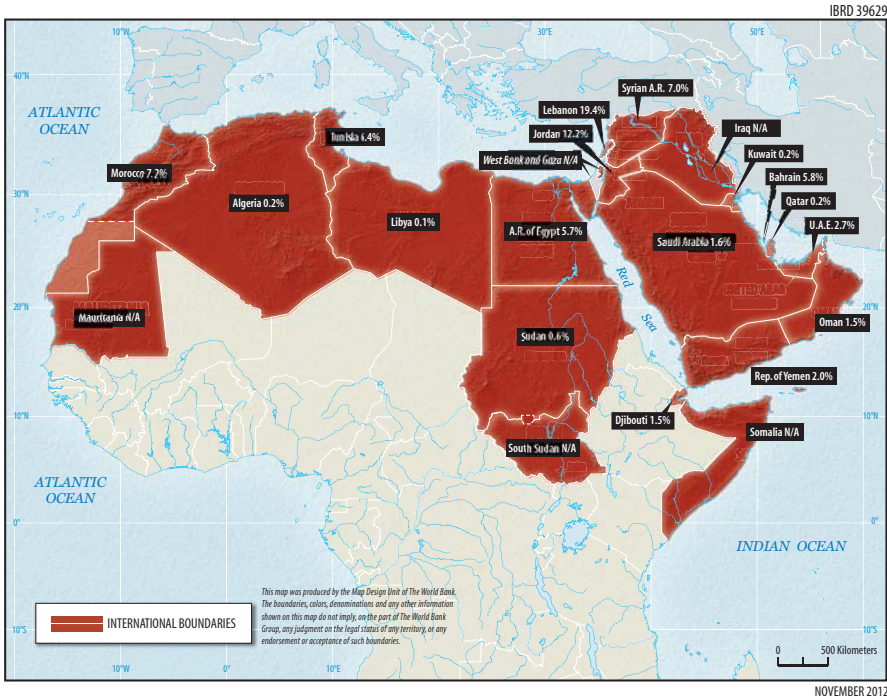 IBRD 39629
10°W
30°E
50°E
40°N
ATLANTIC
OCEAN
Syrian A.R. 7.0%
Lebanon 19.4%
Jordan 12.2%
Iraq N/A
Tunisia 6.4%
West Bank and Gaza N/A
Kuwait 0.2%
Morocco 7.2%
Bahrain 5.8%
30°N
Algeria 0.2%
Qatar 0.2%
Libya 0.1%
A.R. of Egypt 5.7%
U.A.E. 2.7%
Saudi Arabia 1.6%
Red
Sea
20°N
20°N
Mauritania N/A
Oman 1.5%
Sudan 0.6%
Rep. of Yemen 2.0%
10°N
10°N
Djibouti 1.5%
Somalia N/A
South Sudan N/A
ATLANTIC
OCEAN
0°
0°
INDIAN OCEAN
This map was produced by the Map Design Unit of The World Bank.
The boundaries, colors, denominations and any other information
shown on this map do not imply, on the part of The World Bank
Group, any judgment on the legal status of any territory, or any
endorsement or acceptance of such boundaries.
INTERNATIONAL BOUNDARIES
10°S
10°S
0 500 Kilometers
10°W
0°
10°E
NOVEMBER 2012